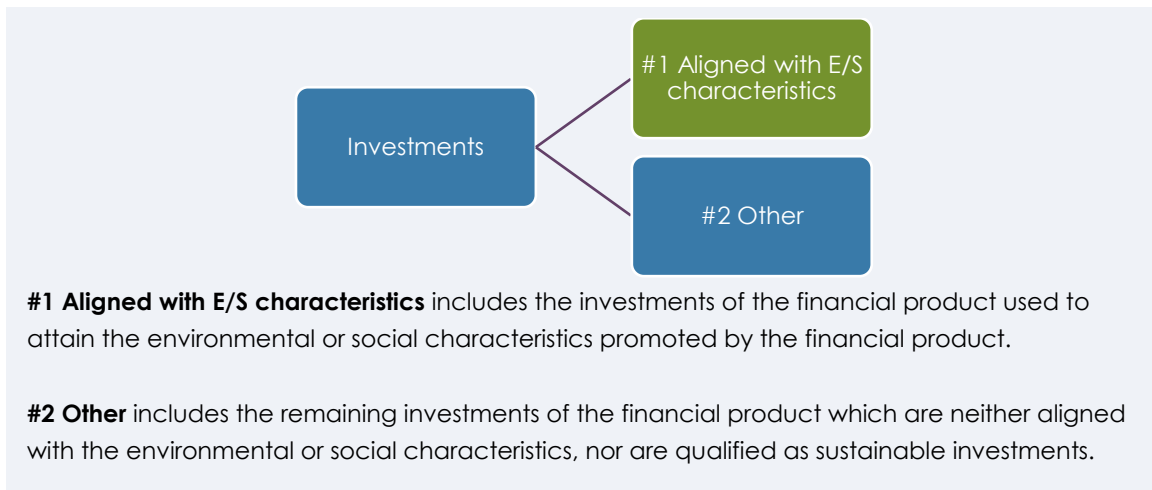 #1 Aligned with E/S
characteristics
Investments
#2 Other
#1 Aligned with E/S characteristics includes the investments of the financial product used to
attain the environmental or social characteristics promoted by the financial product.
#2 Other includes the remaining investments of the financial product which are neither aligned
with the environmental or social characteristics, nor are qualified as sustainable investments.